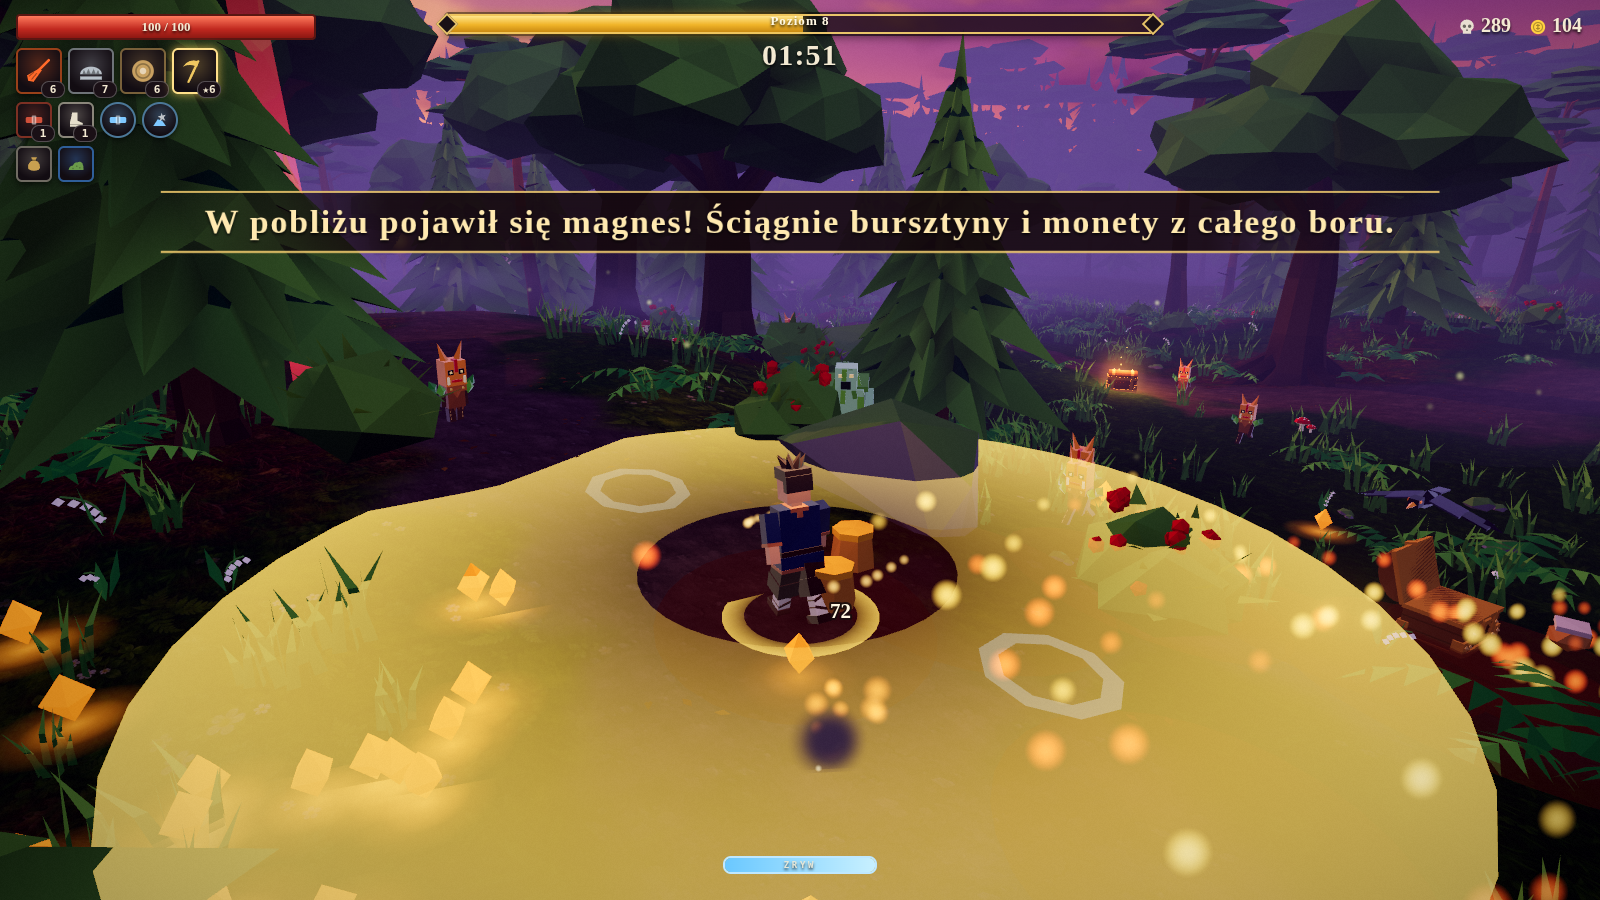 100 / 100
Poziom 8
01:51
289
104
6
7
6
★6
1
1
W pobliżu pojawił się magnes! Ściągnie bursztyny i monety z całego boru.
72
ZRYW